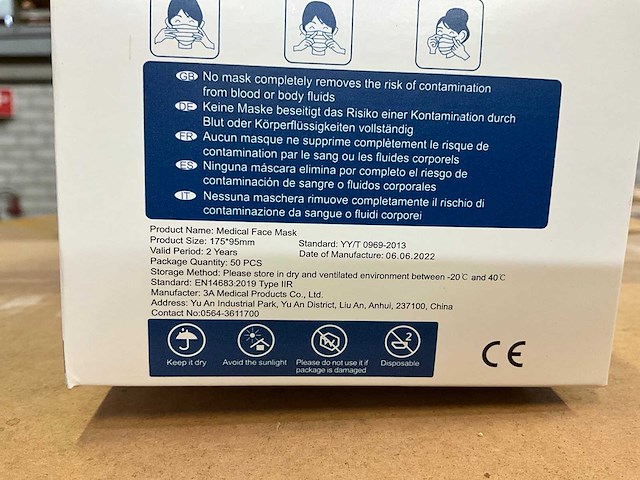 GB No mask completely removes the risk of contamination
from blood or body fluids
DE Keine Maske beseitigt das Risiko einer Kontamination durch
Blut oder Körperflüssigkeiten vollständig
FR Aucun masque ne supprime complètement le risque de
contamination par le sang ou les fluides corporels
ES Ninguna máscara elimina por completo el riesgo de
contaminación de sangre o fluidos corporales
IT Nessuna maschera rimuove completamente il rischio di
contaminazione da sangue o fluidi corporei
Product Name: Medical Face Mask
Product Size: 175*95mm Standard: YY/T 0969-2013
Valid Period: 2 Years Date of Manufacture: 06.06.2022
Package Quantity: 50 PCS
Storage Method: Please store in dry and ventilated environment between -20℃ and 40℃
Standard: EN14683:2019 Type IIR
Manufacter: 3A Medical Products Co., Ltd.
Address: Yu An Industrial Park, Yu An District, Liu An, Anhui, 237100, China
Contact No:0564-3611700
2
Keep it dry Avoid the sunlight Please do not use it if
package is damaged Disposable
CE